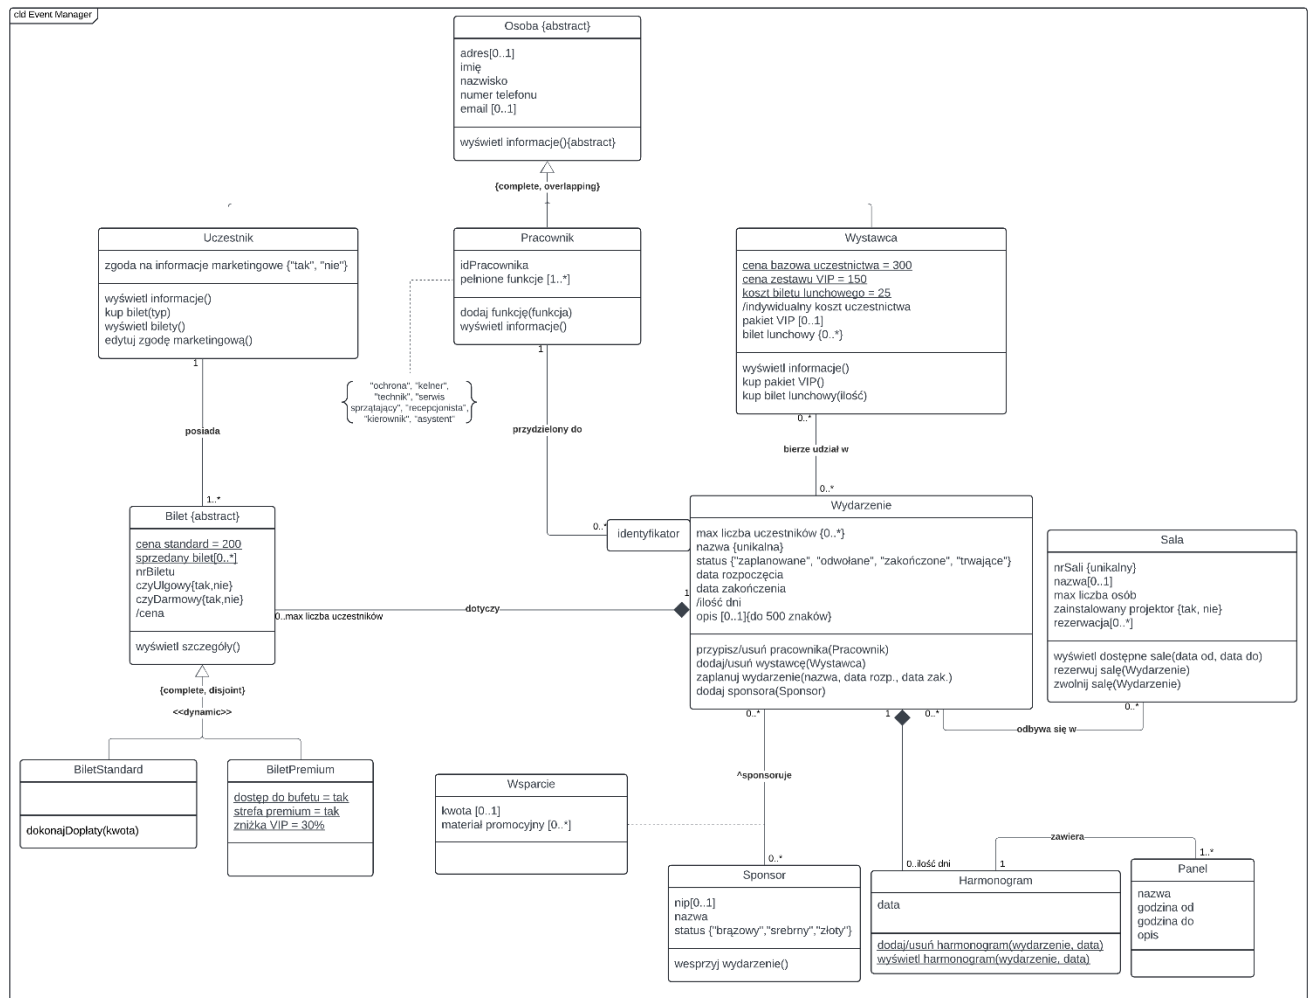 cld Event Manager
Osoba {abstract}
adres[0..1]
imię
nazwisko
numer telefonu
email [0..1]
wyświetl informacje(){abstract}
{complete, overlapping}
Uczestnik
zgoda na informacje marketingowe {"tak", "nie"}
wyświetl informacje()
kup bilet(typ)
wyświetl bilety()
edytuj zgodę marketingową()
Pracownik
idPracownika
pełnione funkcje [1..*]
dodaj funkcję(funkcja)
wyświetl informacje()
Wystawca
cena bazowa uczestnictwa = 300
cena zestawu VIP = 150
koszt biletu lunchowego = 25
/indywidualny koszt uczestnictwa
pakiet VIP [0..1]
bilet lunchowy {0..*}
wyświetl informacje()
kup pakiet VIP()
kup bilet lunchowy(ilość)
1
1
"ochrona", "kelner",
"technik", "serwis
sprzątający", "recepcjonista",
"kierownik", "asystent"
0..*
posiada
przydzielony do
bierze udział w
1..*
0..*
Bilet {abstract}
cena standard = 200
sprzedany bilet[0..*]
nrBiletu
czyUlgowy{tak,nie}
czyDarmowy{tak,nie}
/cena
wyświetl szczegóły()
0..*
identyfikator
Wydarzenie
max liczba uczestników {0..*}
nazwa {unikalna}
status {"zaplanowane", "odwołane", "zakończone", "trwające"}
data rozpoczęcia
data zakończenia
/ilość dni
opis [0..1]{do 500 znaków}
przypisz/usuń pracownika(Pracownik)
dodaj/usuń wystawcę(Wystawca)
zaplanuj wydarzenie(nazwa, data rozp., data zak.)
dodaj sponsora(Sponsor)
Sala
nrSali {unikalny}
nazwa[0..1]
max liczba osób
zainstalowany projektor {tak, nie}
rezerwacja[0..*]
wyświetl dostępne sale(data od, data do)
rezerwuj salę(Wydarzenie)
zwolnij salę(Wydarzenie)
1
dotyczy
0..max liczba uczestników
{complete, disjoint}
<<dynamic>>
0..*
1
0..*
0..*
odbywa się w
BiletStandard
dokonajDopłaty(kwota)
BiletPremium
dostęp do bufetu = tak
strefa premium = tak
zniżka VIP = 30%
Wsparcie
kwota [0..1]
materiał promocyjny [0..*]
^sponsoruje
0..*
0..ilość dni
zawiera
1
1..*
Sponsor
nip[0..1]
nazwa
status {"brązowy","srebrny","złoty"}
wesprzyj wydarzenie()
Harmonogram
data
dodaj/usuń harmonogram(wydarzenie, data)
wyświetl harmonogram(wydarzenie, data)
Panel
nazwa
godzina od
godzina do
opis